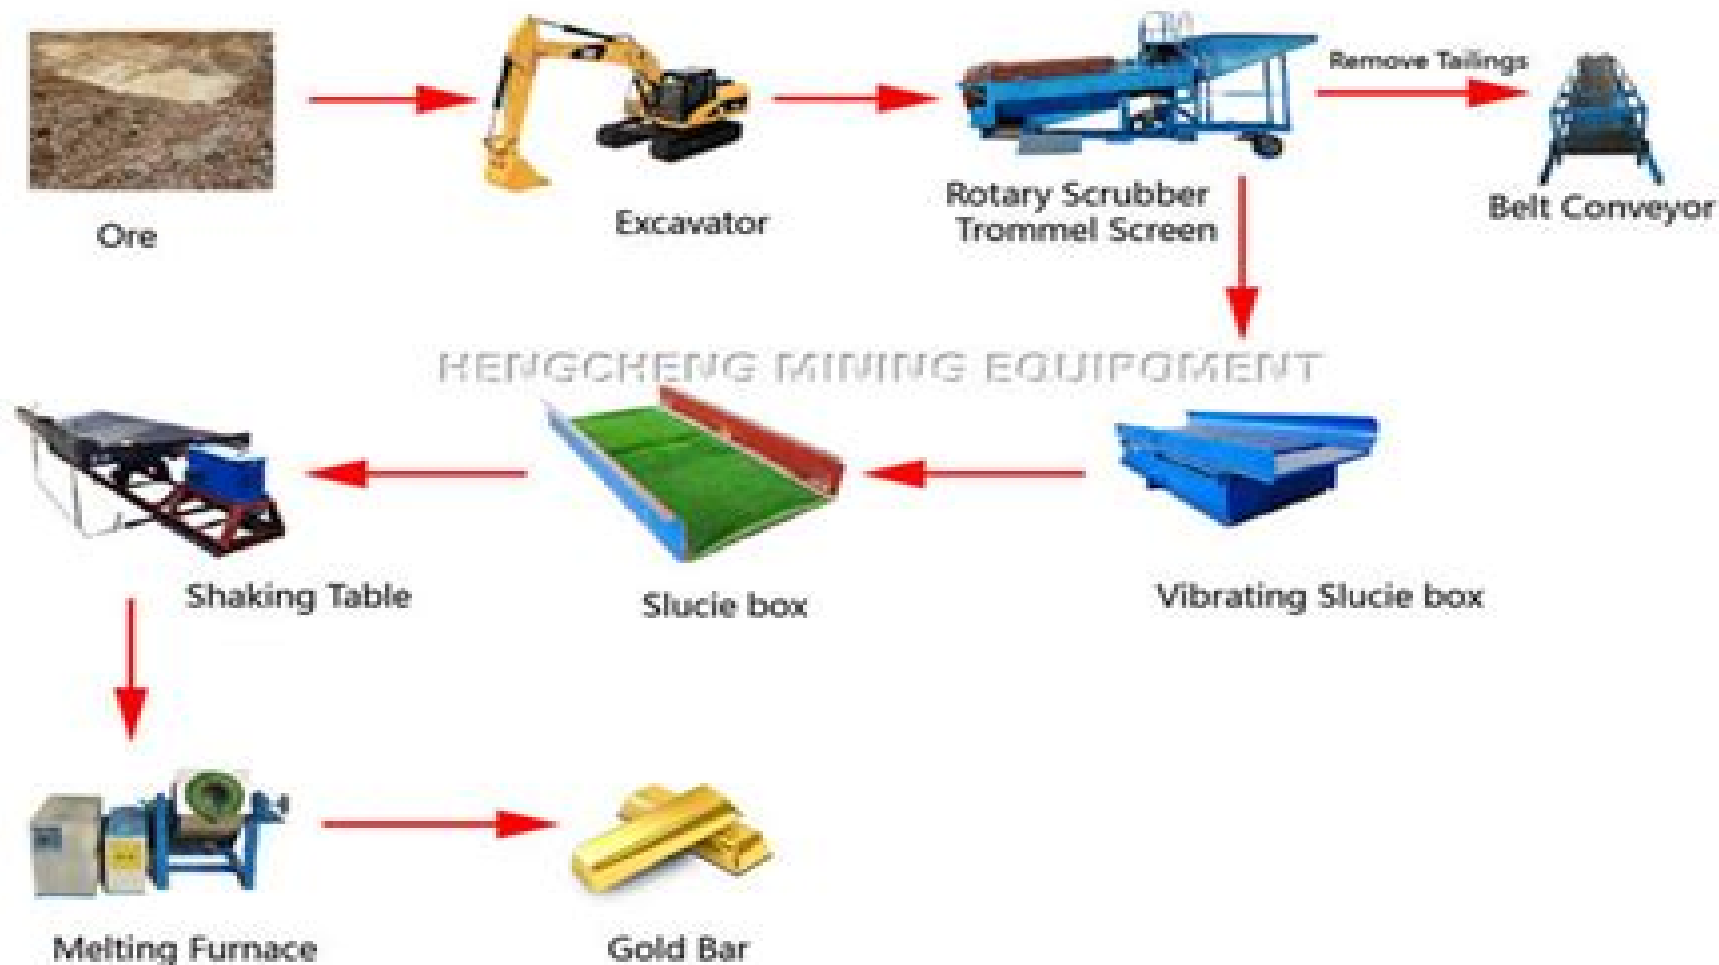 Remove Tailings
Ore
Excavator
Rotary Scrubber
Trommel Screen
Belt Conveyor
HENGCHENG MINING EQUIPOMENT
Shaking Table
Slucie box
Vibrating Slucie box
Melting Furnace
Gold Bar